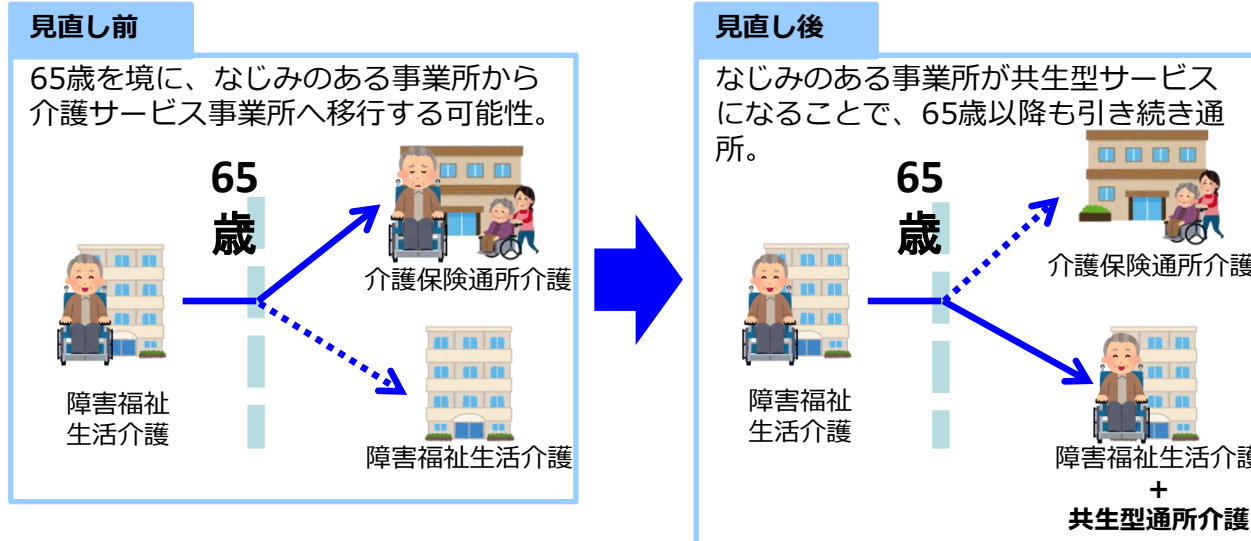 見直し前
65歳を境に、なじみのある事業所から
介護サービス事業所へ移行する可能性。
65
歳
介護保険通所介護
障害福祉
生活介護
障害福祉生活介護
見直し後
なじみのある事業所が共生型サービス
になることで、65歳以降も引き続き通
所。
65
歳
介護保険通所介護
障害福祉
生活介護
障害福祉生活介護
+
共生型通所介護